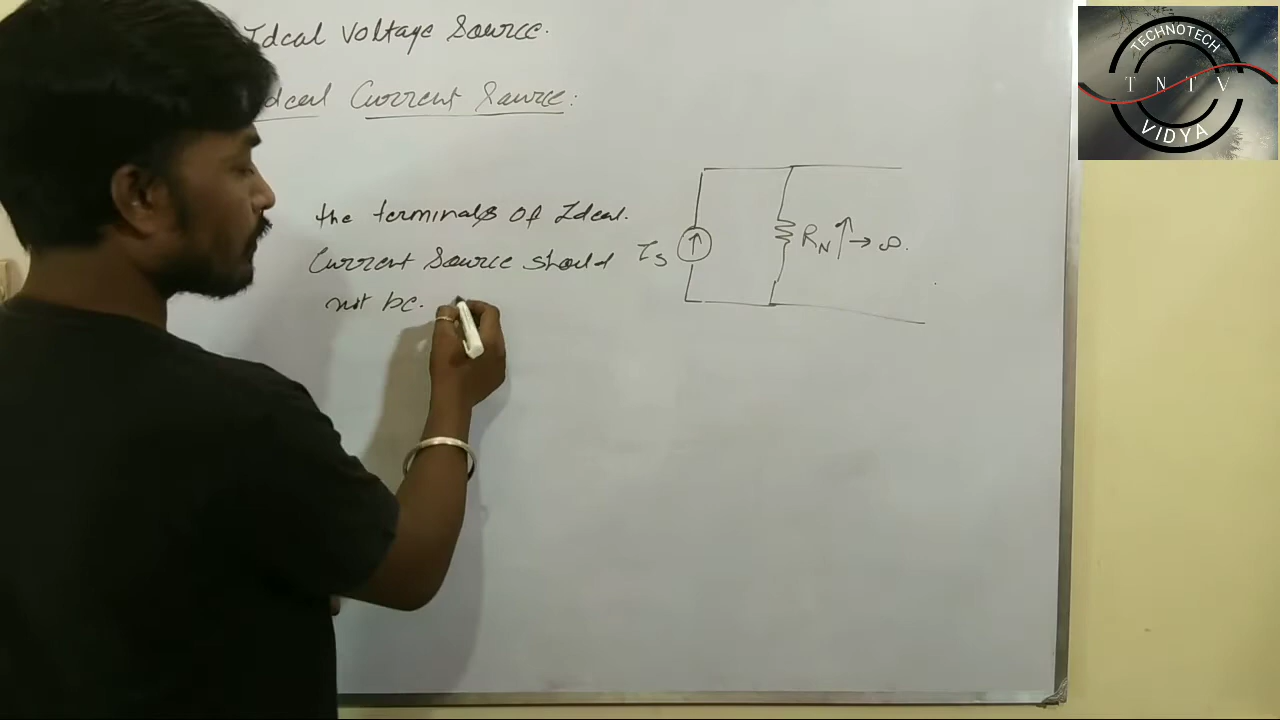 Ideal Voltage Source.
Ideal Current Source:
the terminals of Ideal.
Current Source should
not be.
Is
RN↑→∞.
TECHNOTECH
TNTV
VIDYA